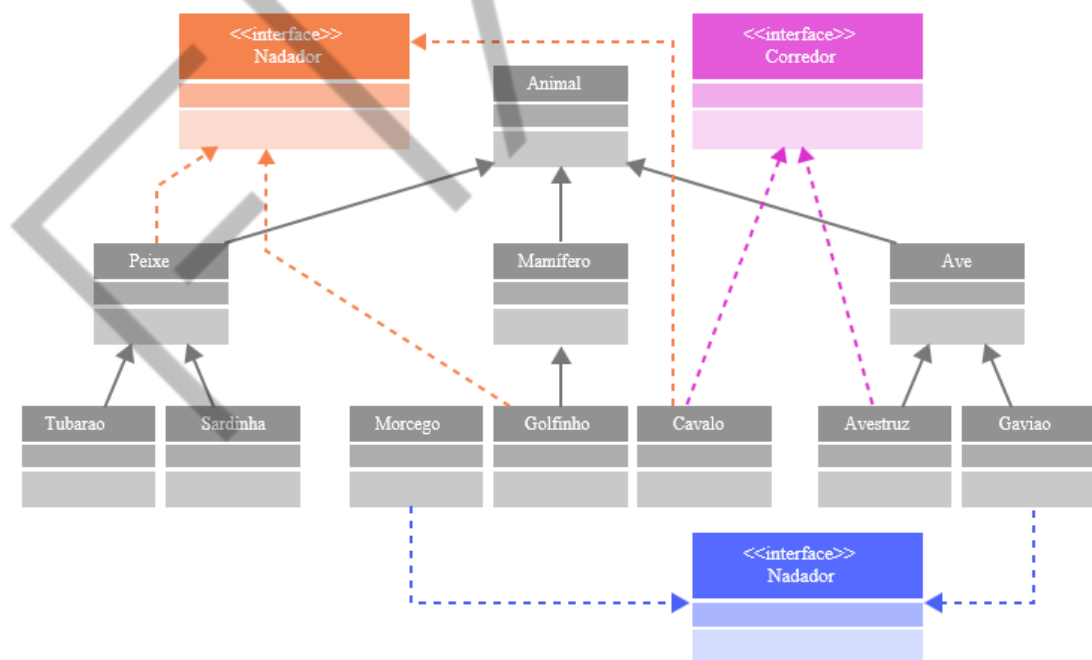 <<interface>>
Nadador
<<interface>>
Corredor
Animal
Peixe
Mamífero
Ave
Tubarao
Sardinha
Morcego
Golfinho
Cavalo
Avestruz
Gaviao
<<interface>>
Nadador